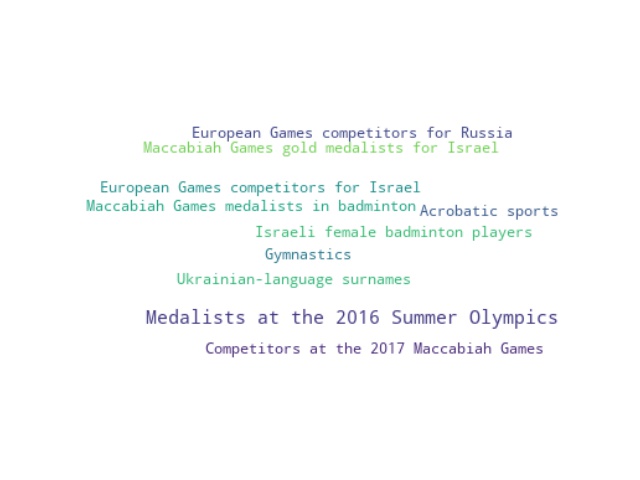 European Games competitors for Russia
Maccabiah Games gold medalists for Israel
European Games competitors for Israel
Maccabiah Games medalists in badminton
Acrobatic sports
Israeli female badminton players
Gymnastics
Ukrainian-language surnames
Medalists at the 2016 Summer Olympics
Competitors at the 2017 Maccabiah Games